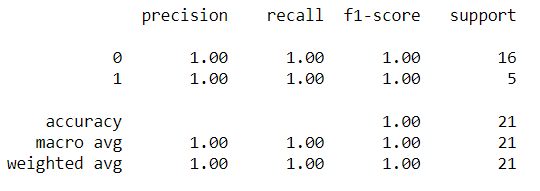 precision recall f1-score support
0 1.00 1.00 1.00 16
1 1.00 1.00 1.00 5
accuracy 1.00 21
macro avg 1.00 1.00 1.00 21
weighted avg 1.00 1.00 1.00 21